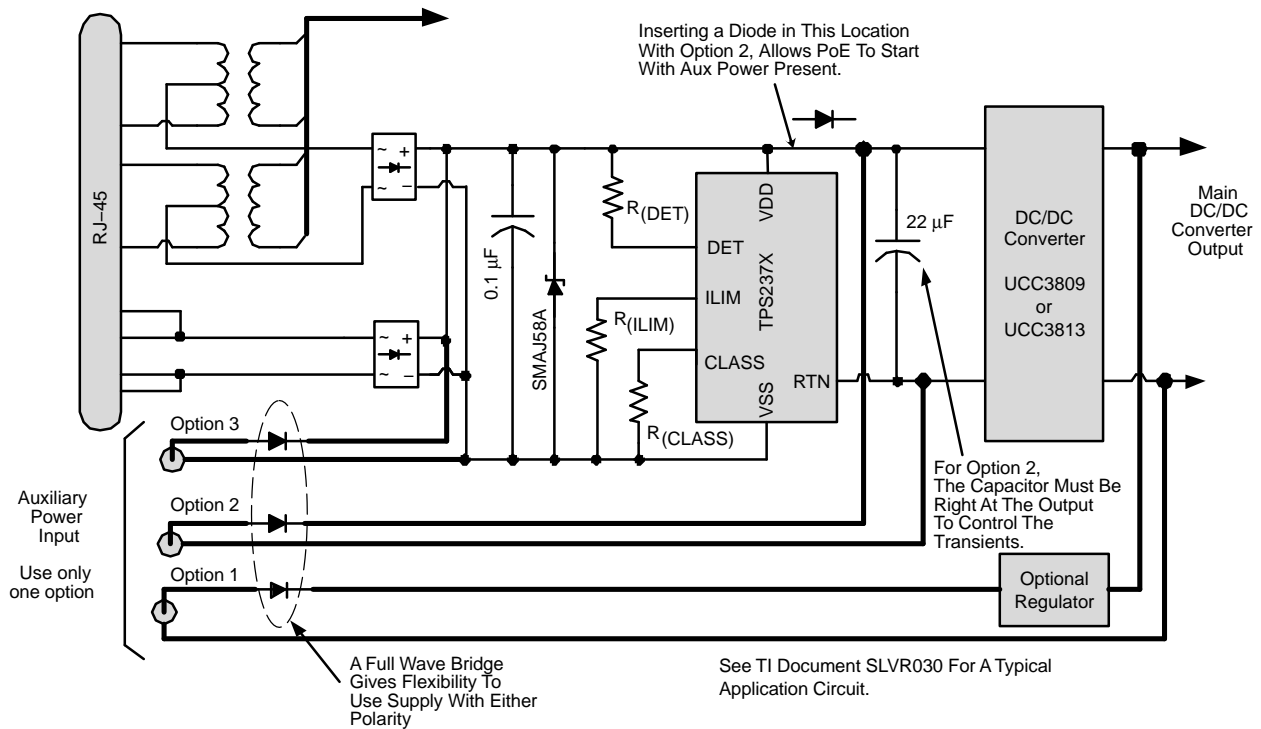 Inserting a Diode in This Location
With Option 2, Allows PoE To Start
With Aux Power Present.
RJ–45
~ +
~ –
~ +
~ –
0.1 μF
SMAJ58A
R(DET)
R(ILIM)
R(CLASS)
VDD
DET
ILIM
CLASS
TPS237X
VSS
RTN
22 μF
DC/DC
Converter
UCC3809
or
UCC3813
Main
DC/DC
Converter
Output
For Option 2,
The Capacitor Must Be
Right At The Output
To Control The
Transients.
Auxiliary
Power
Input
Use only
one option
Option 3
Option 2
Option 1
Optional
Regulator
A Full Wave Bridge
Gives Flexibility To
Use Supply With Either
Polarity
See TI Document SLVR030 For A Typical
Application Circuit.